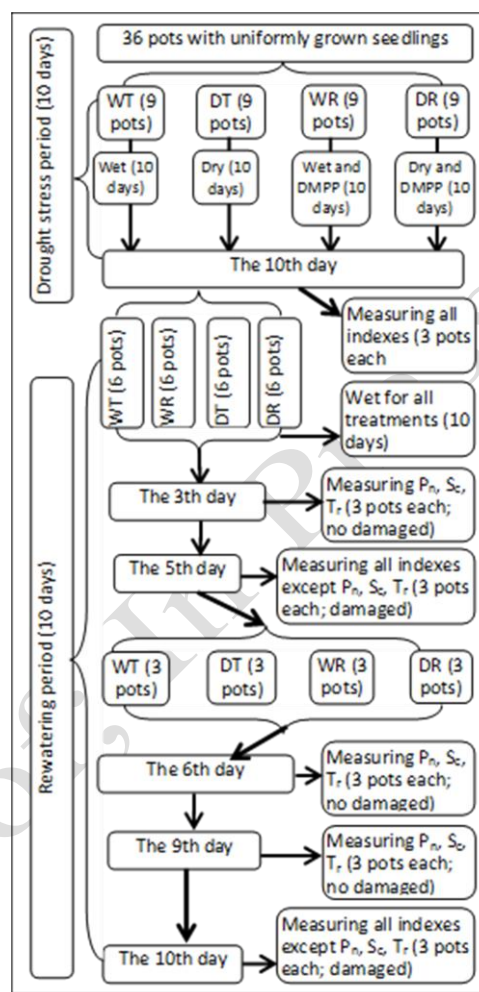 Drought stress period (10 days)
36 pots with uniformly grown seedlings
WT (9
pots)
DT (9
pots)
WR (9
pots)
DR (9
pots)
Wet (10
days)
Dry (10
days)
Wet and
DMPP (10
days)
Dry and
DMPP (10
days)
The 10th day
Measuring all
indexes (3 pots
each
Rewatering period (10 days)
WT (6 pots)
WR (6 pots)
DT (6 pots)
DR (6 pots)
Wet for all
treatments (10
days)
The 3th day
Measuring Pn, Sc,
Tr (3 pots each;
no damaged)
The 5th day
Measuring all indexes
except Pn, Sc, Tr (3 pots
each; damaged)
WT (3
pots)
DT (3
pots)
WR (3
pots)
DR (3
pots)
The 6th day
Measuring Pn, Sc,
Tr (3 pots each;
no damaged)
The 9th day
Measuring Pn, Sc,
Tr (3 pots each;
no damaged)
The 10th day
Measuring all indexes
except Pn, Sc, Tr (3 pots
each; damaged)